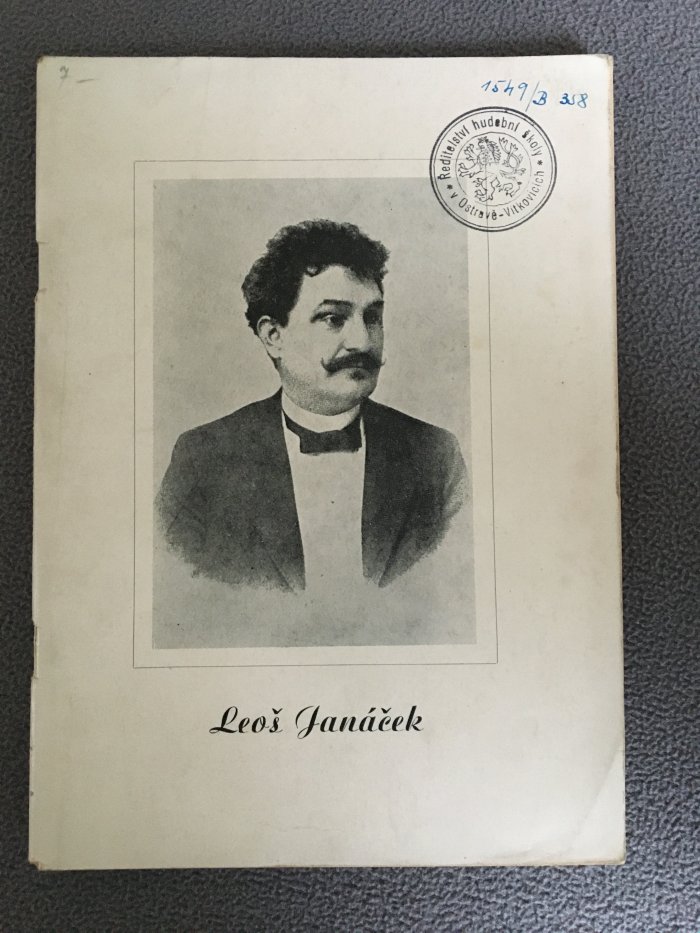 7 –
1549/B 358
* Ředitelství hudební školy *
v Ostravě-Vítkovicích
Leoš Janáček